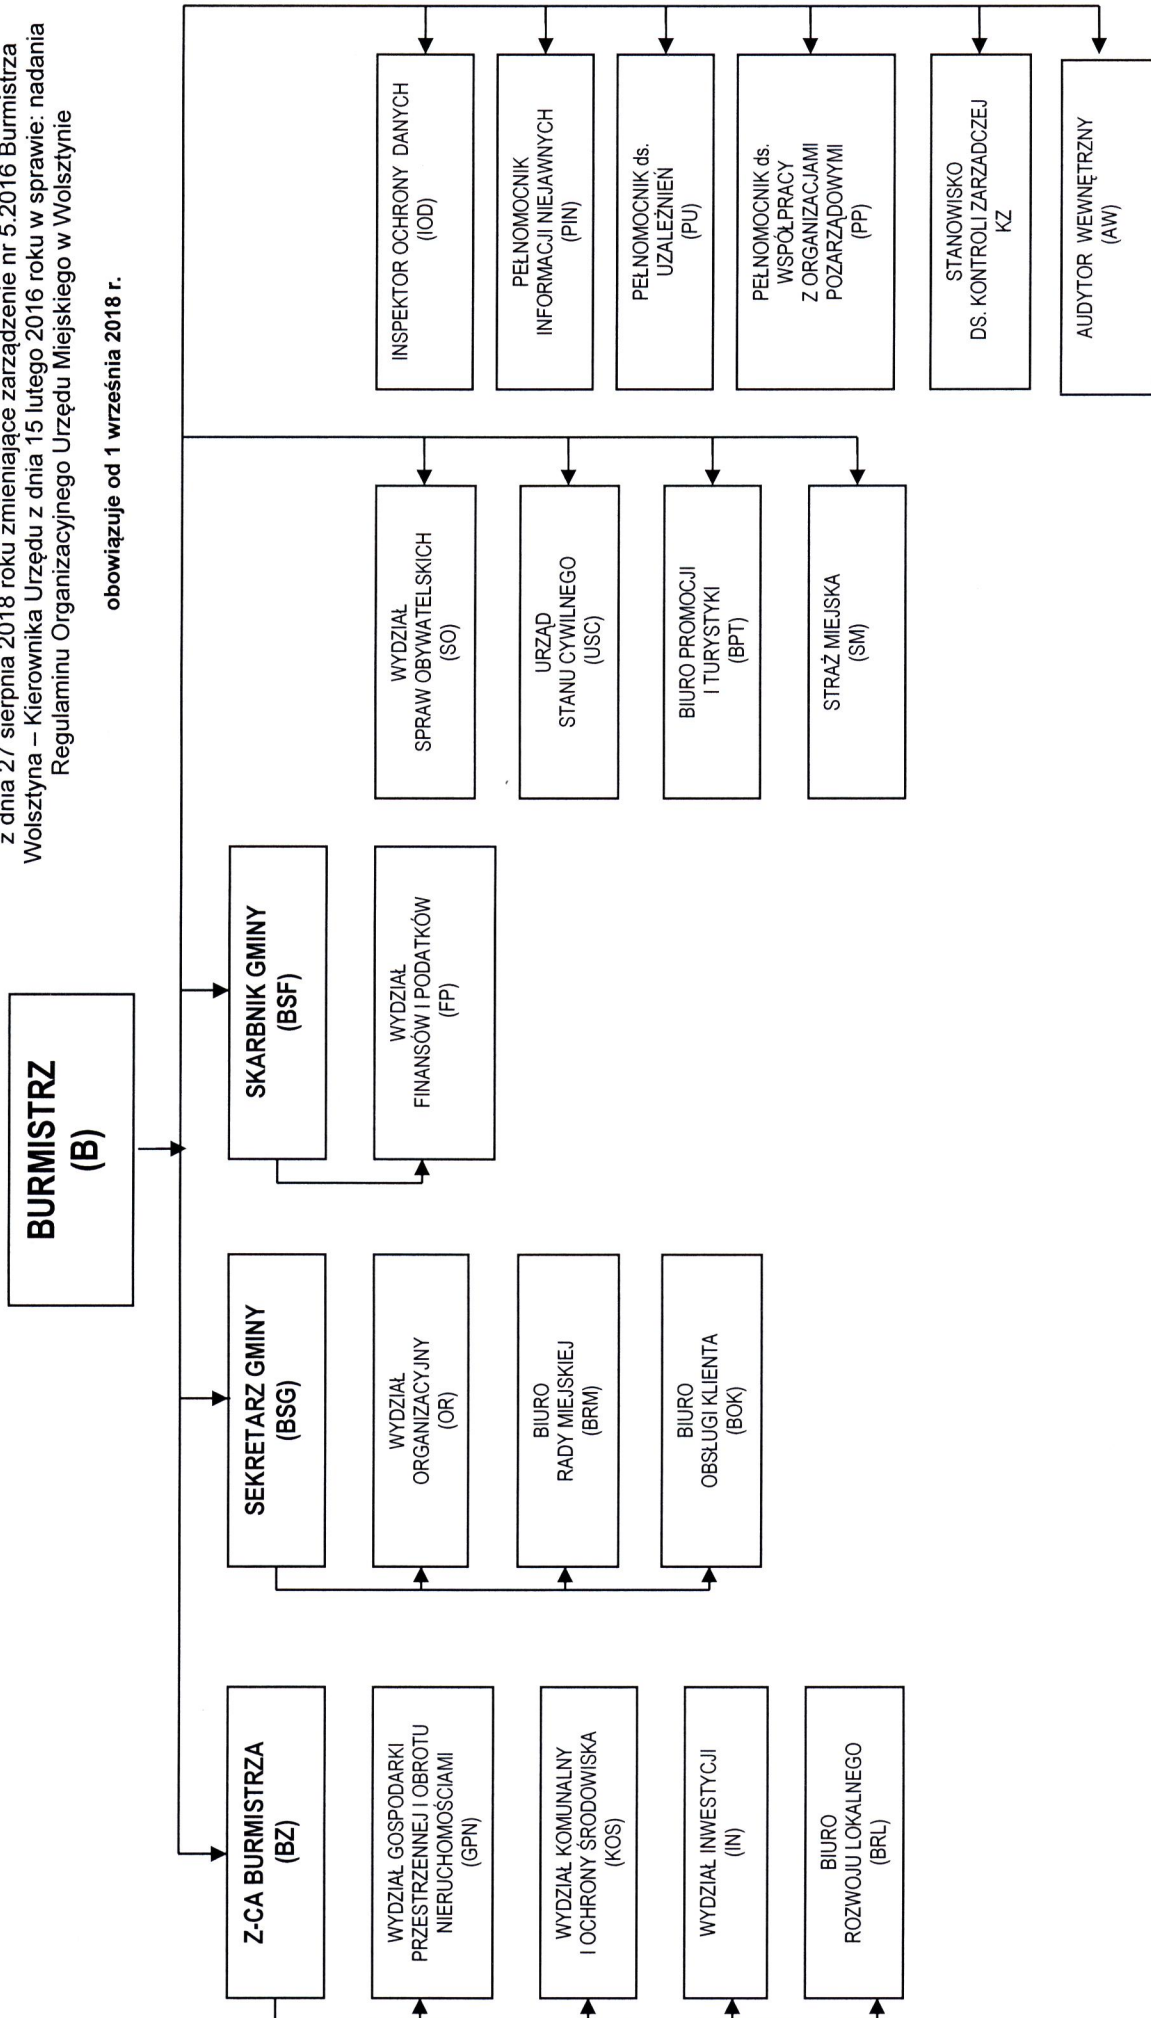 z dnia 27 sierpnia 2018 roku zmieniające zarządzenie nr 5.2016 Burmistrza
Wolsztyna – Kierownika Urzędu z dnia 15 lutego 2016 roku w sprawie: nadania
Regulaminu Organizacyjnego Urzędu Miejskiego w Wolsztynie
obowiązuje od 1 września 2018 r.
BURMISTRZ
(B)
Z-CA BURMISTRZA
(BZ)
WYDZIAŁ GOSPODARKI
PRZESTRZENNEJ I OBROTU
NIERUCHOMOŚCIAMI
(GPN)
WYDZIAŁ KOMUNALNY
I OCHRONY ŚRODOWISKA
(KOS)
WYDZIAŁ INWESTYCJI
(IN)
BIURO
ROZWOJU LOKALNEGO
(BRL)
SEKRETARZ GMINY
(BSG)
WYDZIAŁ
ORGANIZACYJNY
(OR)
BIURO
RADY MIEJSKIEJ
(BRM)
BIURO
OBSŁUGI KLIENTA
(BOK)
SKARBNIK GMINY
(BSF)
WYDZIAŁ
FINANSÓW I PODATKÓW
(FP)
WYDZIAŁ
SPRAW OBYWATELSKICH
(SO)
URZĄD
STANU CYWILNEGO
(USC)
BIURO PROMOCJI
I TURYSTYKI
(BPT)
STRAŻ MIEJSKA
(SM)
INSPEKTOR OCHRONY DANYCH
(IOD)
PEŁNOMOCNIK
INFORMACJI NIEJAWNYCH
(PIN)
PEŁNOMOCNIK ds.
UZALEŻNIEŃ
(PU)
PEŁNOMOCNIK ds.
WSPÓŁPRACY
Z ORGANIZACJAMI
POZARZĄDOWYMI
(PP)
STANOWISKO
DS. KONTROLI ZARZADCZEJ
KZ
AUDYTOR WEWNĘTRZNY
(AW)